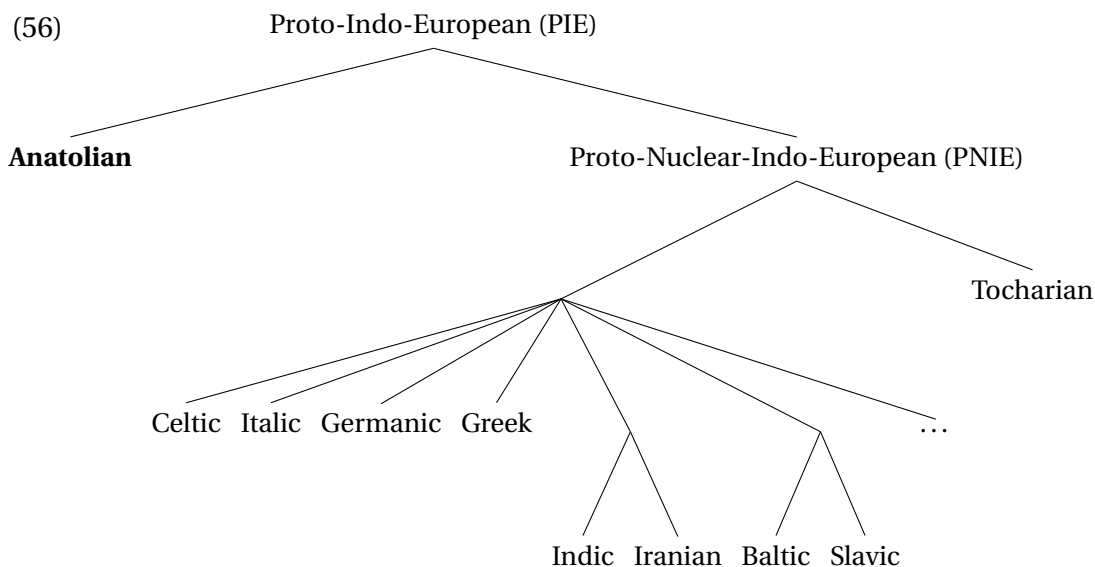 (56) Proto-Indo-European (PIE)
Anatolian Proto-Nuclear-Indo-European (PNIE)
Tocharian
Celtic Italic Germanic Greek ...
Indic Iranian Baltic Slavic